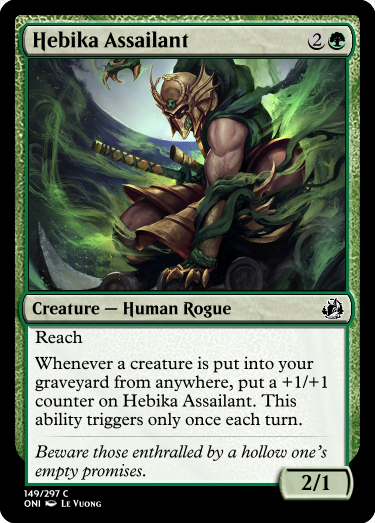 Hebika Assailant 2
Creature — Human Rogue
Reach
Whenever a creature is put into your
graveyard from anywhere, put a +1/+1
counter on Hebika Assailant. This
ability triggers only once each turn.
Beware those enthralled by a hollow one's
empty promises.
2/1
149/297 C
ONI Le Vuong